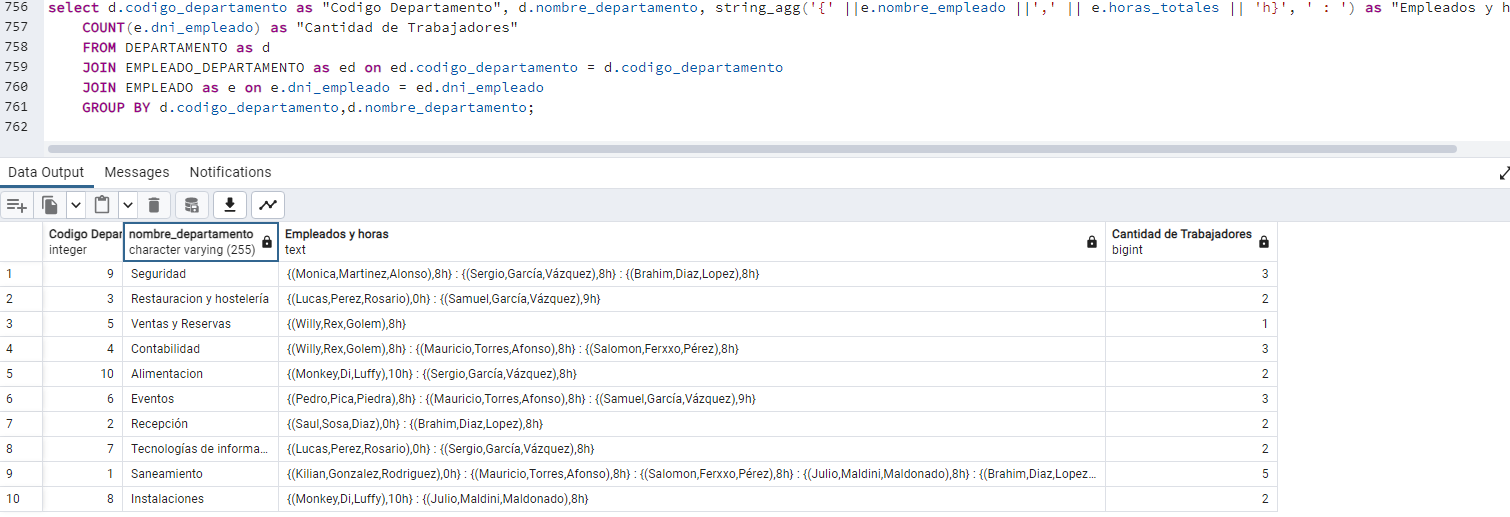 756 select d.codigo_departamento as "Codigo Departamento", d.nombre_departamento, string_agg('{' ||e.nombre_empleado ||',' || e.horas_totales || 'h}', ' : ') as "Empleados y h
757 COUNT(e.dni_empleado) as "Cantidad de Trabajadores"
758 FROM DEPARTAMENTO as d
759 JOIN EMPLEADO_DEPARTAMENTO as ed on ed.codigo_departamento = d.codigo_departamento
760 JOIN EMPLEADO as e on e.dni_empleado = ed.dni_empleado
761 GROUP BY d.codigo_departamento,d.nombre_departamento;
762
Data Output Messages Notifications
Codigo Depar nombre_departamento Empleados y horas Cantidad de Trabajadores
integer character varying (255) text bigint
1 9 Seguridad {(Monica,Martinez,Alonso),8h} : {(Sergio,García,Vázquez),8h} : {(Brahim,Diaz,Lopez),8h} 3
2 3 Restauracion y hostelería {(Lucas,Perez,Rosario),0h} : {(Samuel,García,Vázquez),9h} 2
3 5 Ventas y Reservas {(Willy,Rex,Golem),8h} 1
4 4 Contabilidad {(Willy,Rex,Golem),8h} : {(Mauricio,Torres,Afonso),8h} : {(Salomon,Ferxxo,Pérez),8h} 3
5 10 Alimentacion {(Monkey,Di,Luffy),10h} : {(Sergio,García,Vázquez),8h} 2
6 6 Eventos {(Pedro,Pica,Piedra),8h} : {(Mauricio,Torres,Afonso),8h} : {(Samuel,García,Vázquez),9h} 3
7 2 Recepción {(Saul,Sosa,Diaz),0h} : {(Brahim,Diaz,Lopez),8h} 2
8 7 Tecnologías de informa... {(Lucas,Perez,Rosario),0h} : {(Sergio,García,Vázquez),8h} 2
9 1 Saneamiento {(Kilian,Gonzalez,Rodriguez),0h} : {(Mauricio,Torres,Afonso),8h} : {(Salomon,Ferxxo,Pérez),8h} : {(Julio,Maldini,Maldonado),8h} : {(Brahim,Diaz,Lopez... 5
10 8 Instalaciones {(Monkey,Di,Luffy),10h} : {(Julio,Maldini,Maldonado),8h} 2